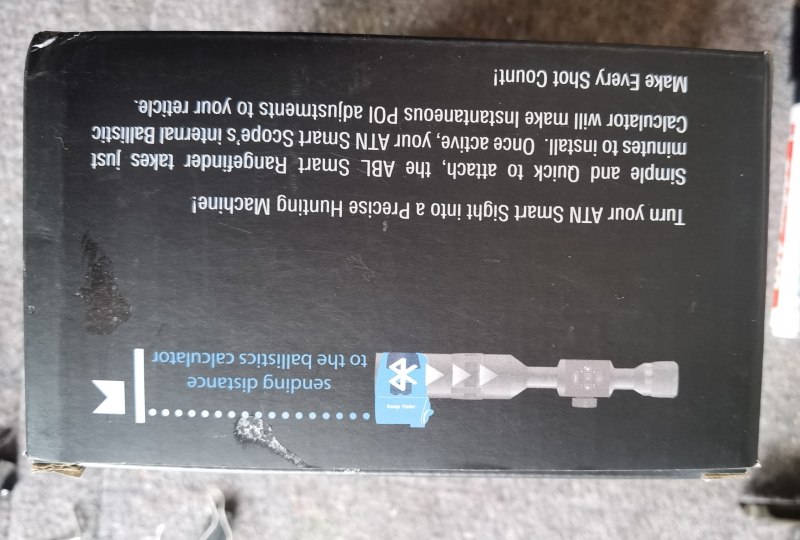 sending distance
to the ballistics calculator
Turn your ATN Smart Sight into a Precise Hunting Machine!
Simple and Quick to attach, the ABL Smart Rangefinder takes just
minutes to install. Once active, your ATN Smart Scope's internal Ballistic
Calculator will make Instantaneous POI adjustments to your reticle.
Make Every Shot Count!